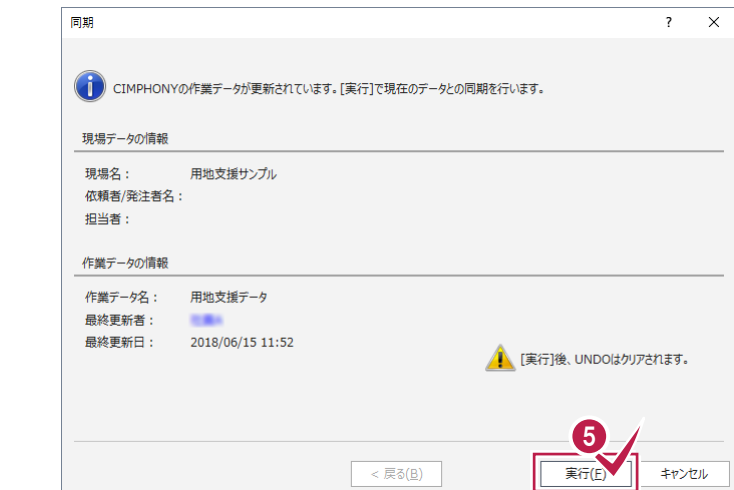 同期
? ×
CIMPHONYの作業データが更新されています。[実行]で現在のデータとの同期を行います。
現場データの情報
現場名： 用地支援サンプル
依頼者/発注者名：
担当者：
作業データの情報
作業データ名： 用地支援データ
最終更新者：
最終更新日： 2018/06/15 11:52
[実行]後、UNDOはクリアされます。
5
< 戻る(B) 実行(F) キャンセル